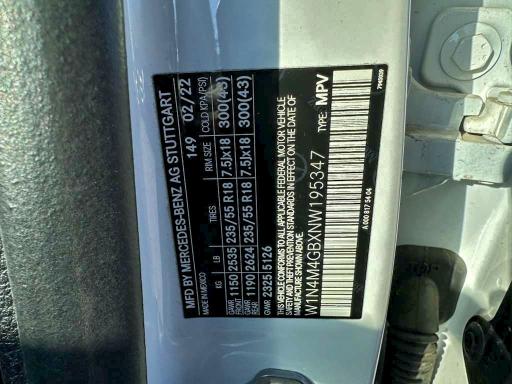 MFD BY MERCEDES-BENZ AG STUTTGART
MADE IN MEXICO 149 02/22
KG LB TIRES RIM SIZE COLD KPA/(PSI)
GAWR FRONT 1150 2535 235/55 R18 7.5Jx18 300(43)
GAWR REAR 1190 2624 235/55 R18 7.5Jx18 300(43)
GVWR 2325 5126
THIS VEHICLE CONFORMS TO ALL APPLICABLE FEDERAL MOTOR VEHICLE
SAFETY STANDARDS IN EFFECT ON THE DATE OF
MANUFACTURE SHOWN ABOVE.
W1N4M4GBXNW195347 TYPE: MPV
A 000 817 54 04